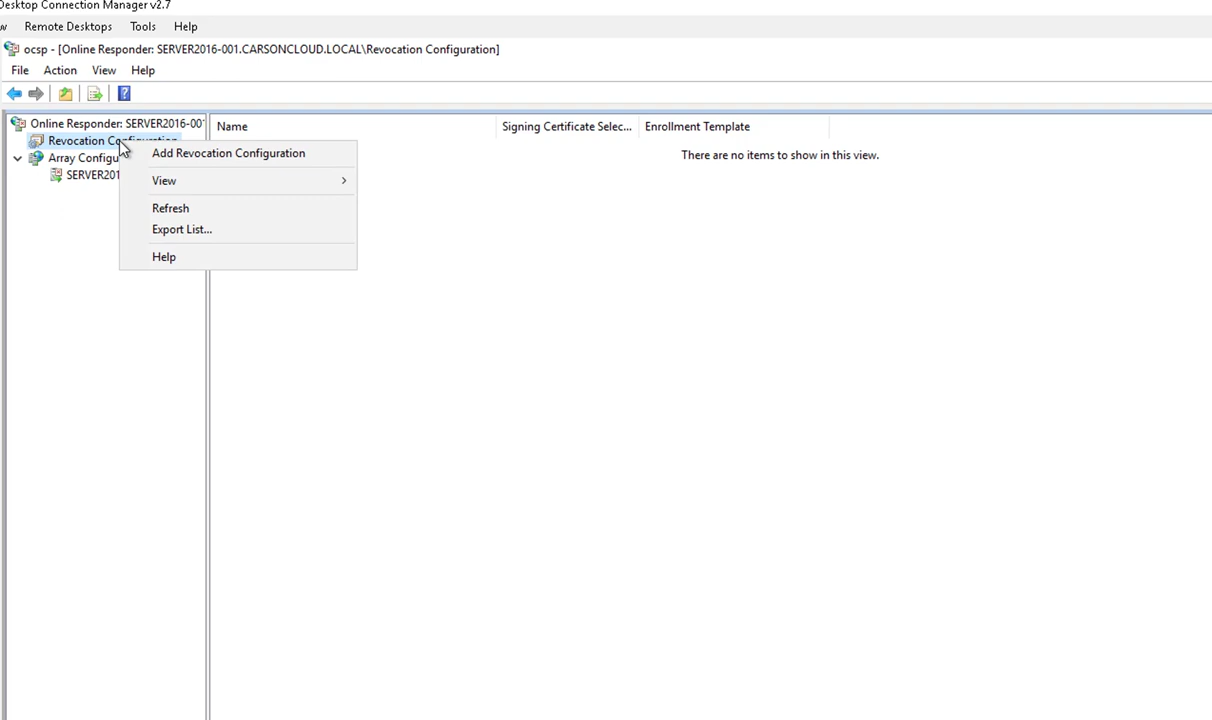 Desktop Connection Manager v2.7
w Remote Desktops Tools Help
ocsp - [Online Responder: SERVER2016-001.CARSONCLOUD.LOCAL\Revocation Configuration]
File Action View Help
Online Responder: SERVER2016-00
Name Signing Certificate Selec... Enrollment Template
Revocation Configuration
There are no items to show in this view.
Array Configu
SERVER201
Add Revocation Configuration
View
Refresh
Export List...
Help